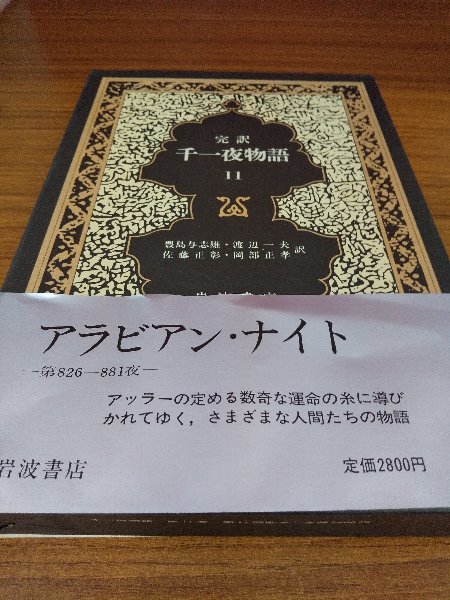 完訳
千一夜物語
11
豊島与志雄・渡辺一夫
佐藤正彰・岡部正孝 訳
アラビアン・ナイト
—第826—881夜—
アッラーの定める数奇な運命の糸に導び
かれてゆく，さまざまな人間たちの物語
岩波書店
定価2800円